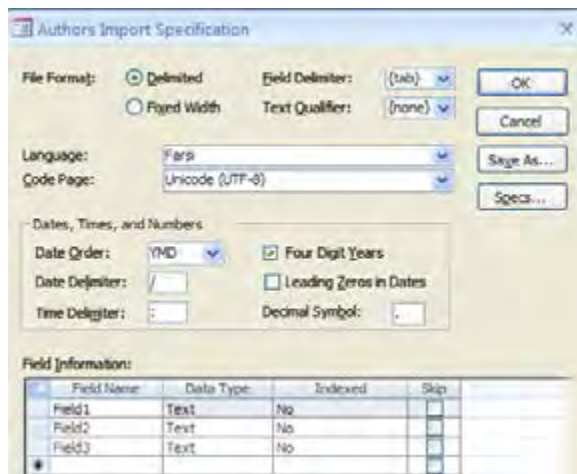 Authors Import Specification
File Format: Delimited Field Delimiter: {tab} OK
Fixed Width Text Qualifier: {none} Cancel
Language: Farsi Save As...
Code Page: Unicode (UTF-8) Specs...
Dates, Times, and Numbers
Date Order: YMD Four Digit Years
Date Delimiter: / Leading Zeros in Dates
Time Delimiter: : Decimal Symbol: .
Field Information:
Field Name Data Type Indexed Skip
Field1 Text No
Field2 Text No
Field3 Text No